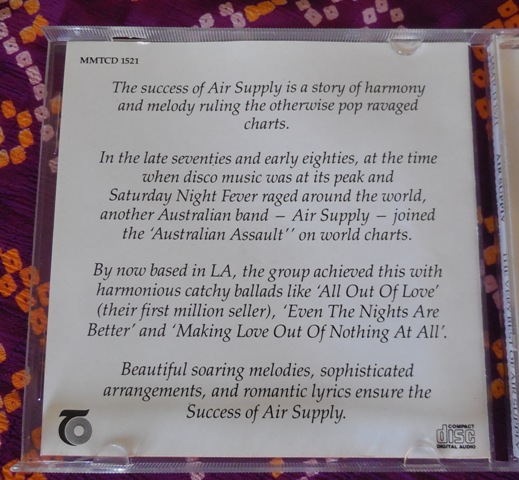 MMTCD 1521
The success of Air Supply is a story of harmony
and melody ruling the otherwise pop ravaged
charts.
In the late seventies and early eighties, at the time
when disco music was at its peak and
Saturday Night Fever raged around the world,
another Australian band – Air Supply – joined
the ‘Australian Assault’’ on world charts.
By now based in LA, the group achieved this with
harmonious catchy ballads like ‘All Out Of Love’
(their first million seller), ‘Even The Nights Are
Better’ and ‘Making Love Out Of Nothing At All’.
Beautiful soaring melodies, sophisticated
arrangements, and romantic lyrics ensure the
Success of Air Supply.
COMPACT
disc
DIGITAL AUDIO
AIR SUPPLY